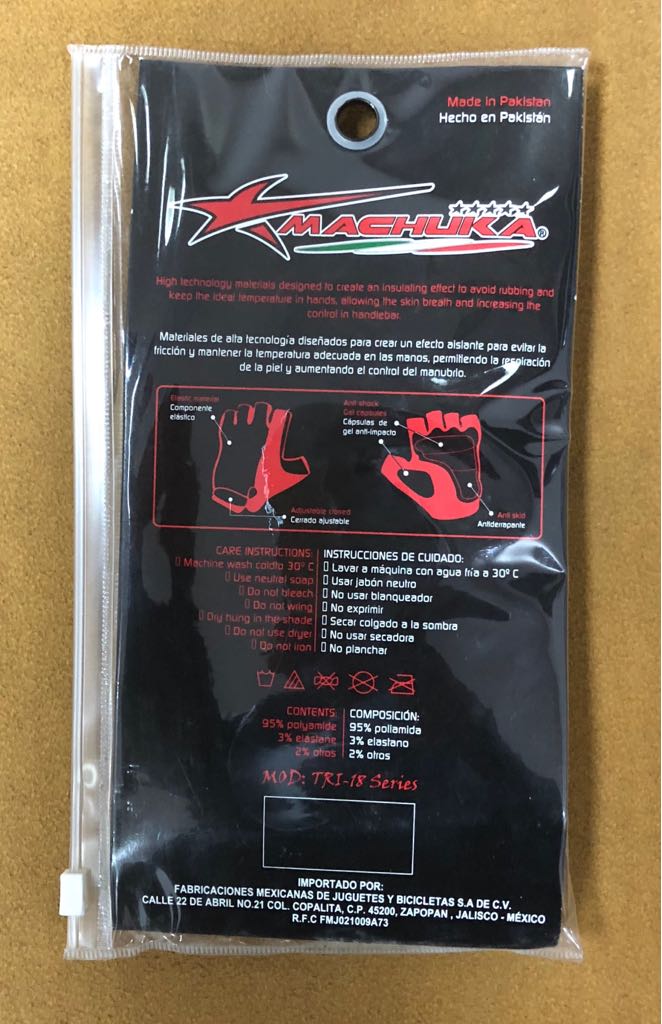 Made in Pakistan
Hecho en Pakistán
MACHUKA®
High technology materials designed to create an insulating effect to avoid rubbing and
keep the ideal temperature in hands, allowing the skin breath and increasing the
control in handlebar.
Materiales de alta tecnología diseñados para crear un efecto aislante para evitar la
fricción y mantener la temperatura adecuada en las manos, permitiendo la respiración
de la piel y aumentando el control del manubrio.
Elastic material
Componente
elástico
Anti shock
Gel capsules
Cápsulas de
gel anti-impacto
Adjustable closed
Cerrado ajustable
Anti skid
Antiderrapante
CARE INSTRUCTIONS:
Machine wash coldto 30º C
Use neutral soap
Do not bleach
Do not wring
Dry hung in the shade
Do not use dryer
Do not iron
INSTRUCCIONES DE CUIDADO:
Lavar a máquina con agua fría a 30º C
Usar jabón neutro
No usar blanqueador
No exprimir
Secar colgado a la sombra
No usar secadora
No planchar
CONTENTS:
95% polyamide
3% elastane
2% otros
COMPOSICIÓN:
95% poliamida
3% elastano
2% otros
MOD: TRI-18 Series
IMPORTADO POR:
FABRICACIONES MEXICANAS DE JUGUETES Y BICICLETAS S.A DE C.V.
CALLE 22 DE ABRIL NO.21 COL. COPALITA, C.P. 45200, ZAPOPAN , JALISCO - MÉXICO
R.F.C FMJ021009A73